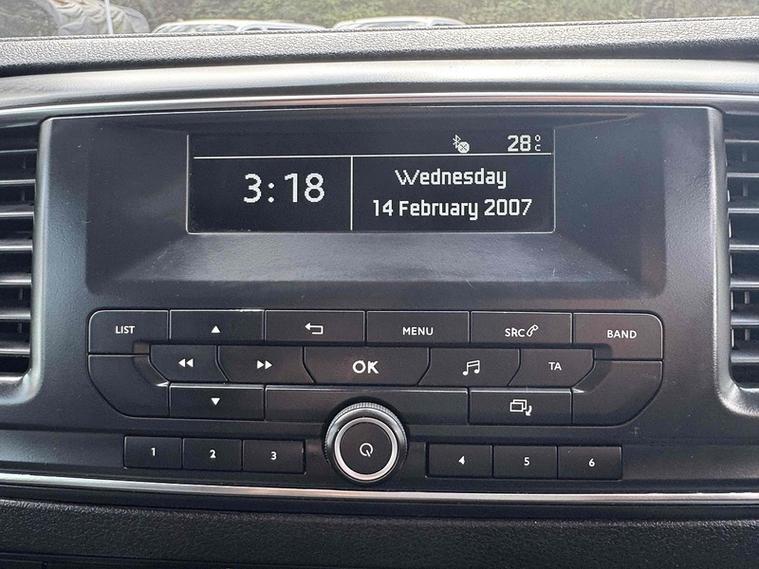 28°C
3:18
Wednesday
14 February 2007
LIST
MENU
SRC
BAND
OK
TA
1
2
3
4
5
6